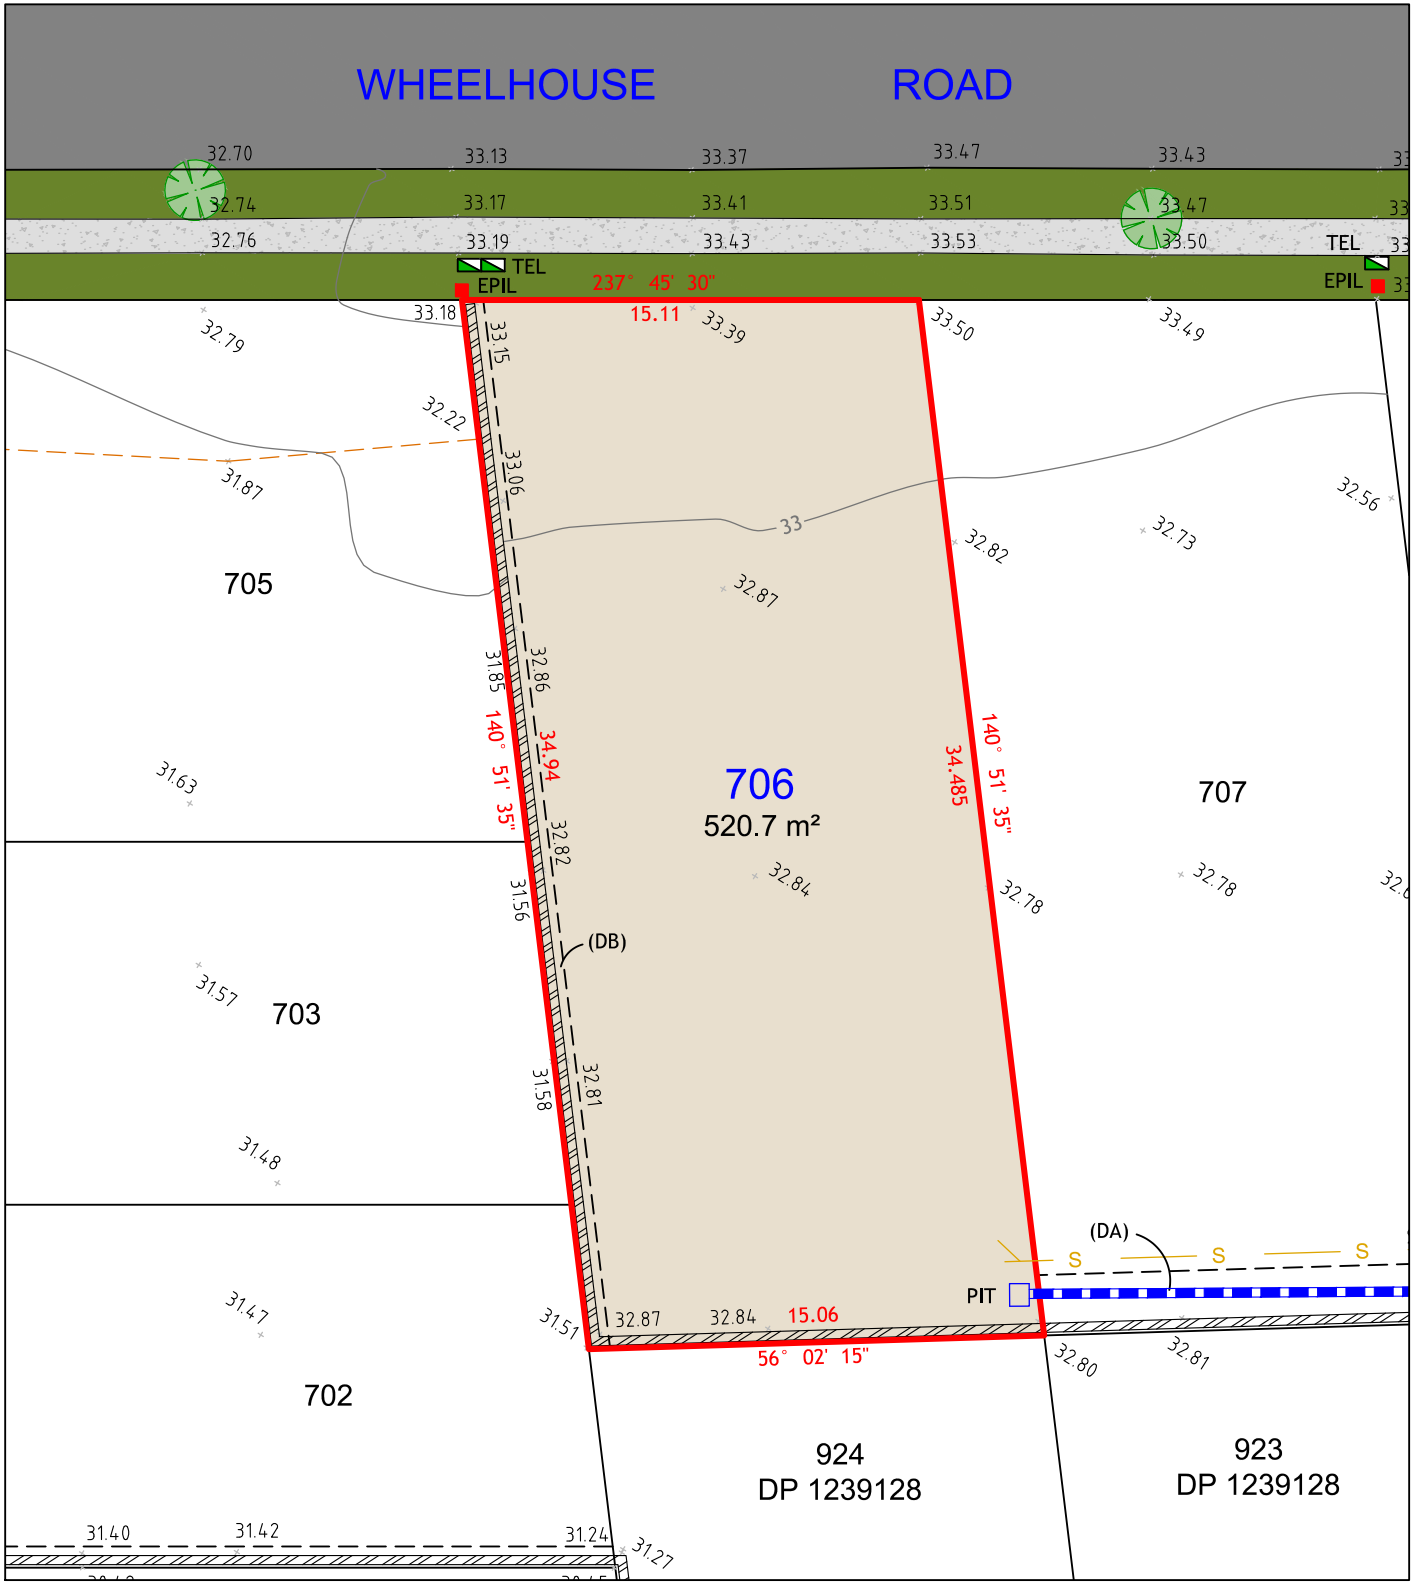 WHEELHOUSE ROAD
32.70 33.13 33.37 33.47 33.43
32.74 33.17 33.41 33.51 33.47
32.76 33.19 33.43 33.53 33.50
TEL TEL
EPIL EPIL
237° 45' 30"
15.11
33.18 33.39 33.50 33.49
32.79
33.15
32.22
33.06
31.87
32.56
33
32.82 32.73
705
32.87
31.85
32.86
140° 51' 35"
34.94
140° 51' 35"
34.485
31.63
706
520.7 m²
707
32.82
32.84
32.78 32.78
31.56
(DB)
31.57
703
31.58
32.81
31.48
(DA)
S S S
PIT
31.47
31.51
32.87 32.84 15.06
56° 02' 15"
32.80 32.81
702
924
DP 1239128
923
DP 1239128
31.40 31.42 31.24
31.27